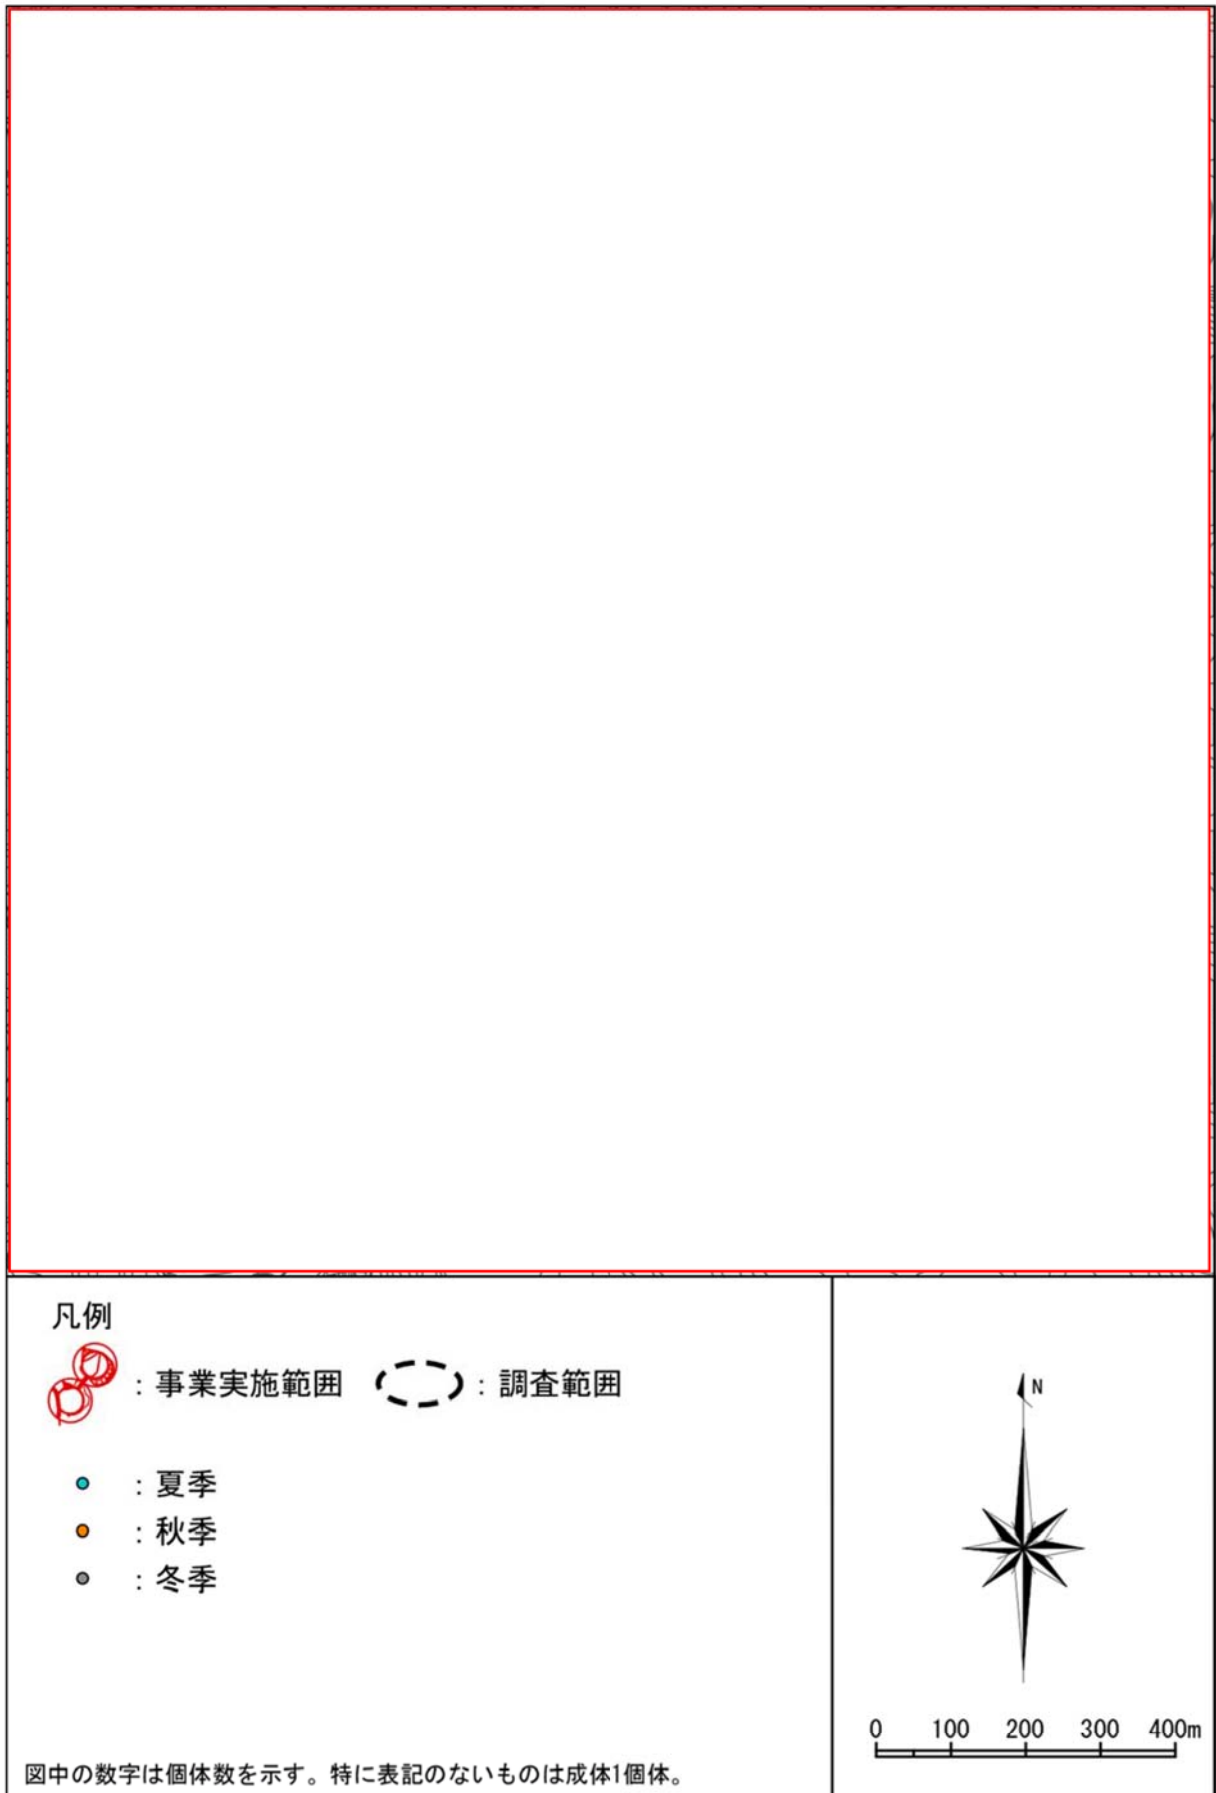 凡例
：事業実施範囲 ：調査範囲
：夏季
：秋季
：冬季
図中の数字は個体数を示す。特に表記のないものは成体1個体。
N
0 100 200 300 400m